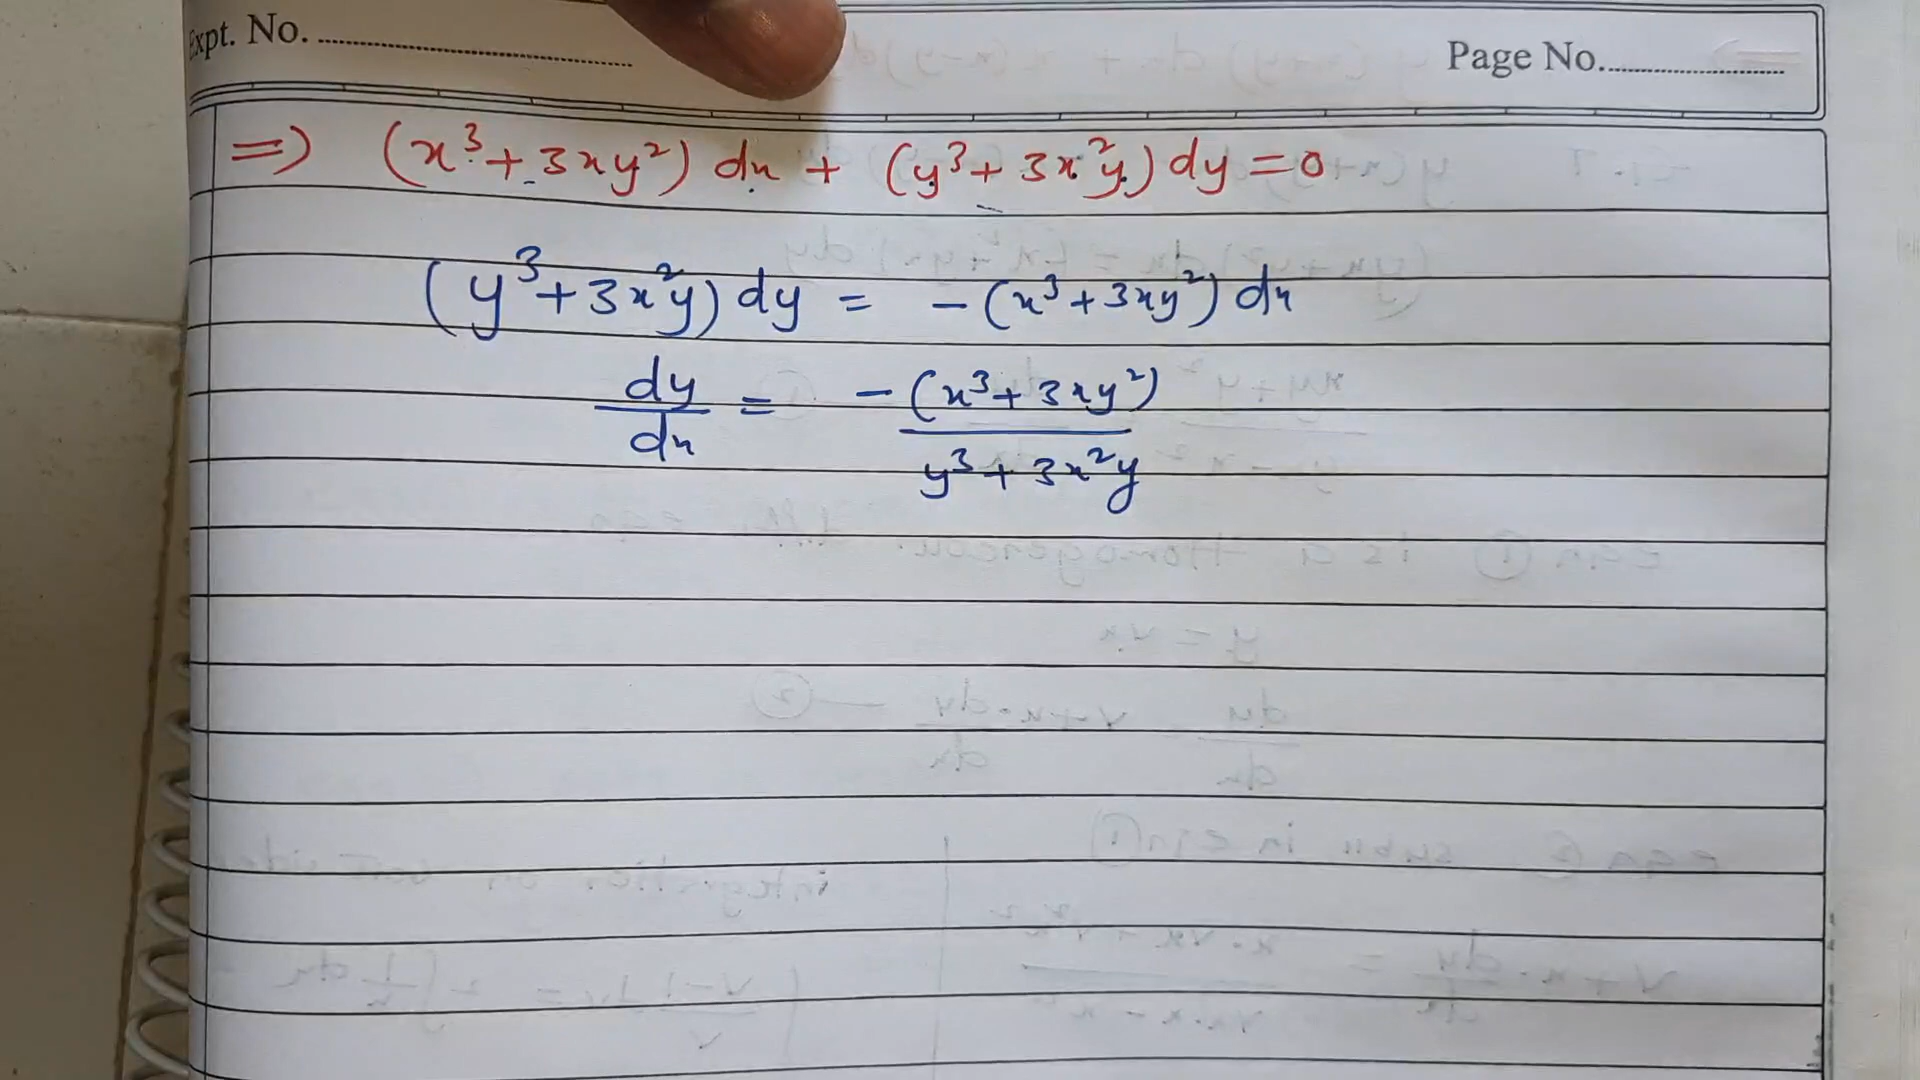 Expt. No.
Page No.
=> (x³ + 3xy²) dx + (y³ + 3x²y) dy = 0
(y³ + 3x²y) dy = - (x³ + 3xy²) dx
dy/dx = - (x³ + 3xy²) / y³ + 3x²y